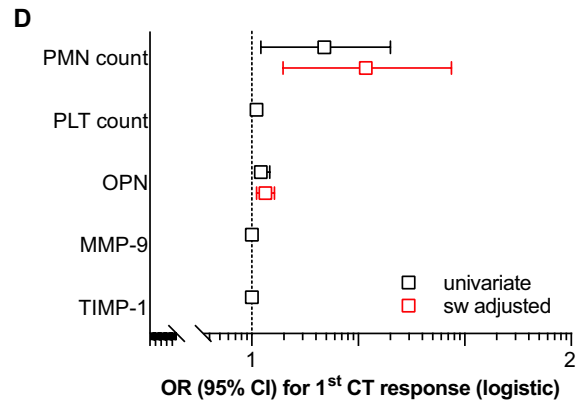 D
PMN count
PLT count
OPN
MMP-9
TIMP-1
univariate
sw adjusted
1
2
OR (95% CI) for 1st CT response (logistic)